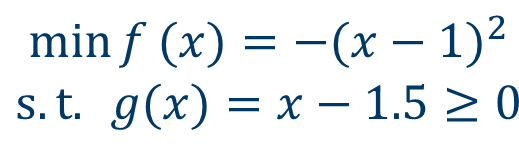 min f (x) = −(x − 1)²
s. t. g(x) = x − 1.5 ≥ 0